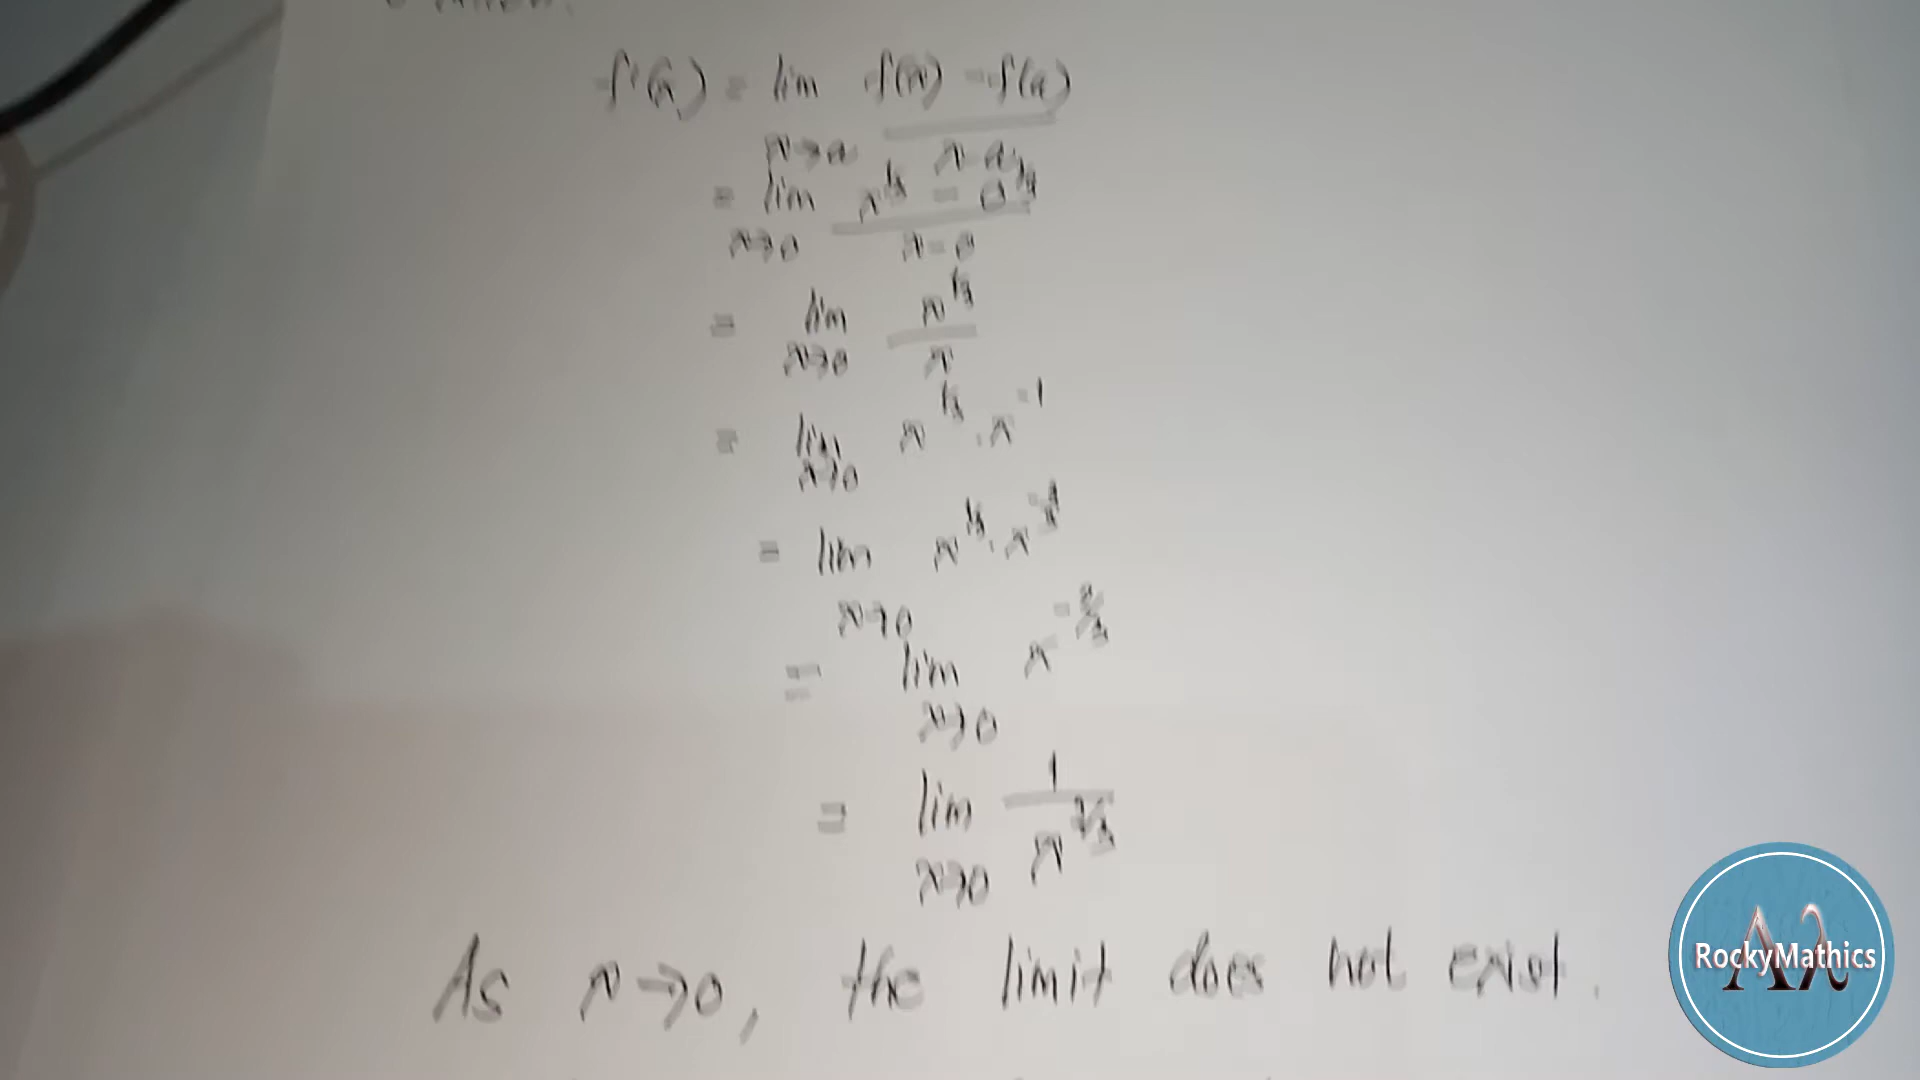 f'(a) = lim f(x) - f(a)
x→a x-a
= lim x^1/3 - 0^1/3
x→0 x-0
= lim x^1/3
x→0 x
= lim x^1/3 . x^-1
x→0
= lim x^1/3 . x^-3/3
x→0
= lim x^-2/3
x→0
= lim 1
x→0 x^2/3
As x→0, the limit does not exist.
RockyMathics